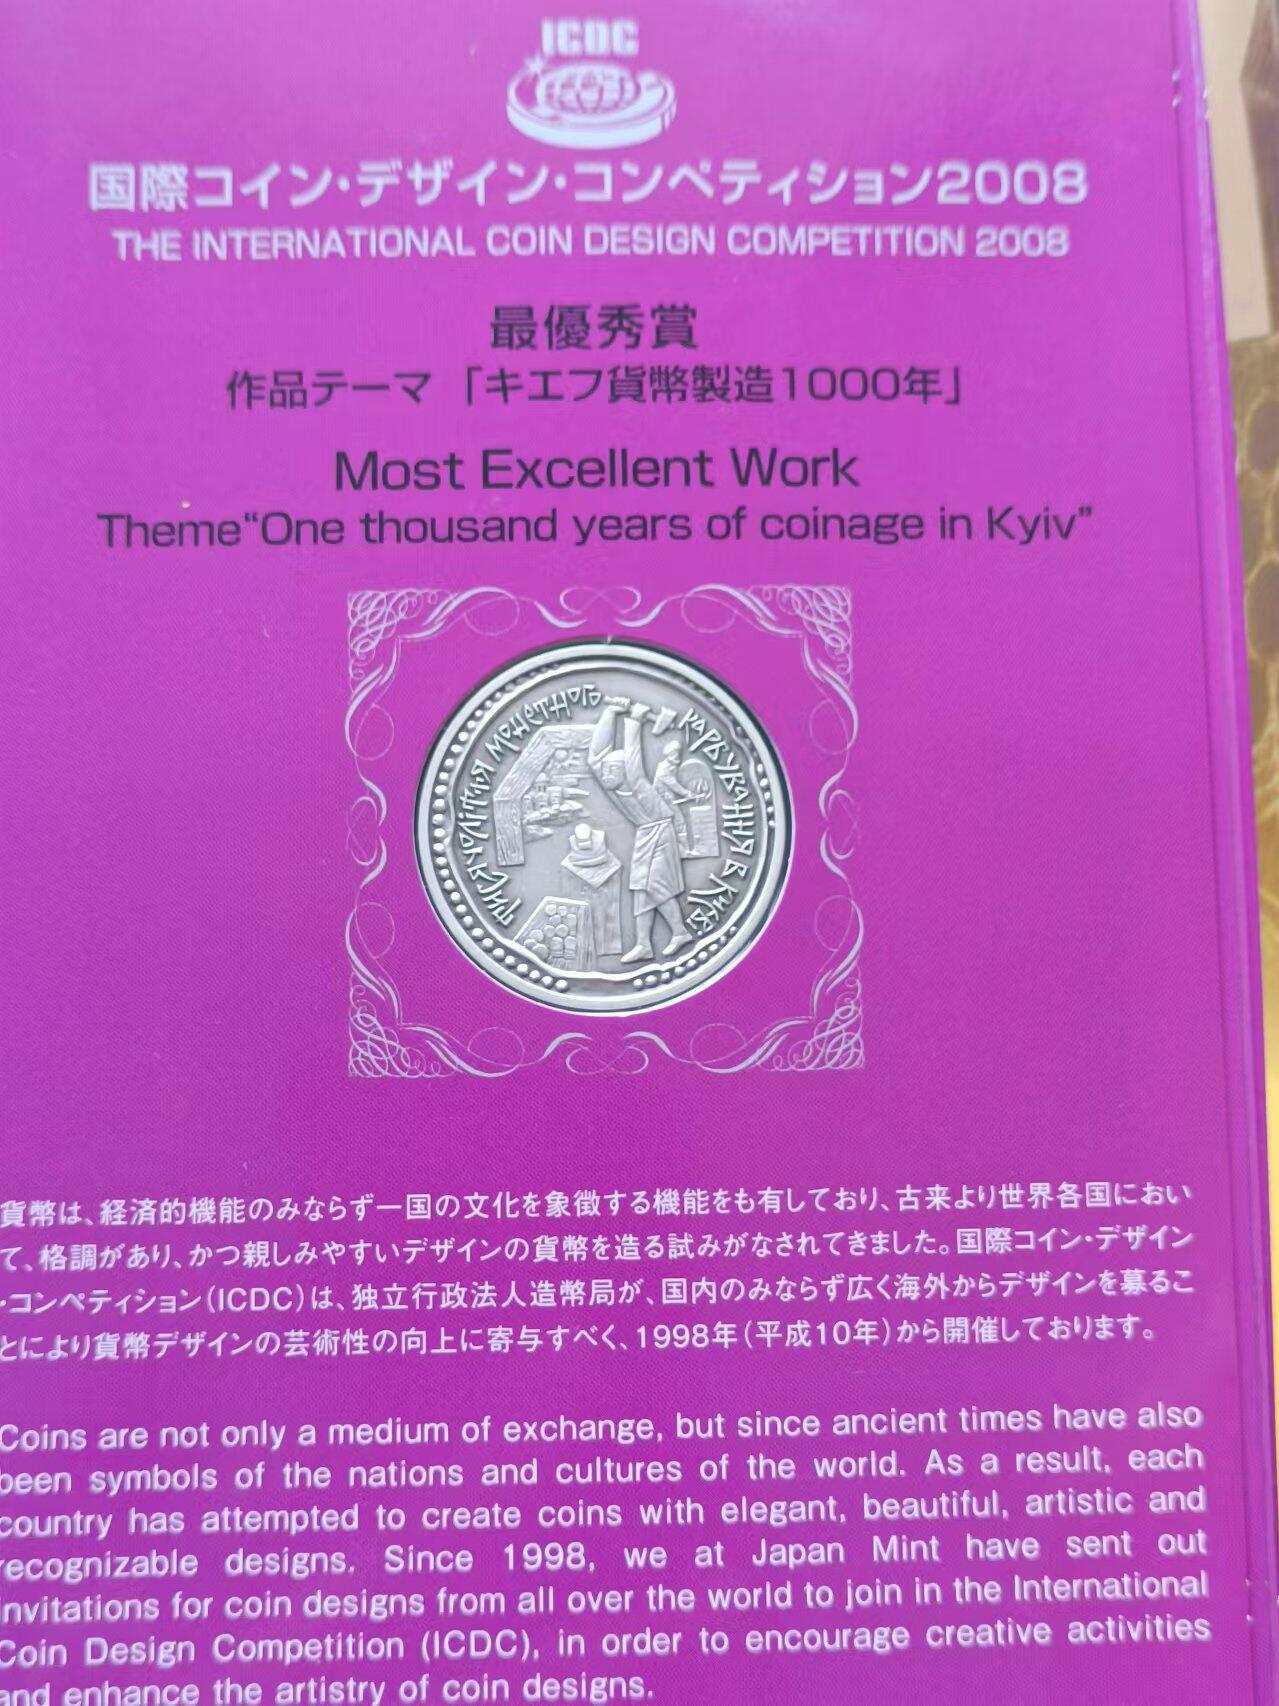 ICDC
国際コイン・デザイン・コンペティション2008
THE INTERNATIONAL COIN DESIGN COMPETITION 2008
最優秀賞
作品テーマ「キエフ貨幣製造1000年」
Most Excellent Work
Theme“One thousand years of coinage in Kyiv”
тисячоліття монетного карбування в Києві
貨幣は、経済的機能のみならず一国の文化を象徴する機能をも有しており、古来より世界各国におい
て、格調があり、かつ親しみやすいデザインの貨幣を造る試みがなされてきました。国際コイン・デザイン
・コンペティション(ICDC)は、独立行政法人造幣局が、国内のみならず広く海外からデザインを募るこ
とにより貨幣デザインの芸術性の向上に寄与すべく、1998年(平成10年)から開催しております。
Coins are not only a medium of exchange, but since ancient times have also
been symbols of the nations and cultures of the world. As a result, each
country has attempted to create coins with elegant, beautiful, artistic and
recognizable designs. Since 1998, we at Japan Mint have sent out
invitations for coin designs from all over the world to join in the International
Coin Design Competition (ICDC), in order to encourage creative activities
and enhance the artistry of coin designs.